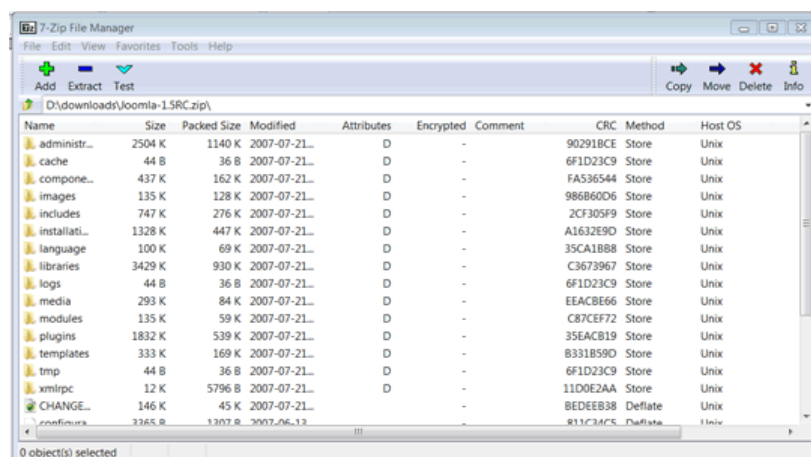 7-Zip File Manager
File Edit View Favorites Tools Help
Add Extract Test Copy Move Delete Info
D:\downloads\Joomla-1.5RC.zip\
Name Size Packed Size Modified Attributes Encrypted Comment CRC Method Host OS
administr... 2504 K 1140 K 2007-07-21... D - 90291BCE Store Unix
cache 44 B 36 B 2007-07-21... D - 6F1D23C9 Store Unix
compone... 437 K 162 K 2007-07-21... D - FA536544 Store Unix
images 135 K 128 K 2007-07-21... D - 986B60D6 Store Unix
includes 747 K 276 K 2007-07-21... D - 2CF305F9 Store Unix
installati... 1328 K 447 K 2007-07-21... D - A1632E9D Store Unix
language 100 K 69 K 2007-07-21... D - 35CA1BB8 Store Unix
libraries 3429 K 930 K 2007-07-21... D - C3673967 Store Unix
logs 44 B 36 B 2007-07-21... D - 6F1D23C9 Store Unix
media 293 K 84 K 2007-07-21... D - EEACBE66 Store Unix
modules 135 K 59 K 2007-07-21... D - C87CEF72 Store Unix
plugins 1832 K 539 K 2007-07-21... D - 35EACB19 Store Unix
templates 333 K 169 K 2007-07-21... D - B331B59D Store Unix
tmp 44 B 36 B 2007-07-21... D - 6F1D23C9 Store Unix
xmlrpc 12 K 5796 B 2007-07-21... D - 11D0E2AA Store Unix
CHANGE... 146 K 45 K 2007-07-21... - BEDEEB38 Deflate Unix
configura... 3365 B 1307 B 2007-06-13... - 811C34C5 Deflate Unix
0 object(s) selected